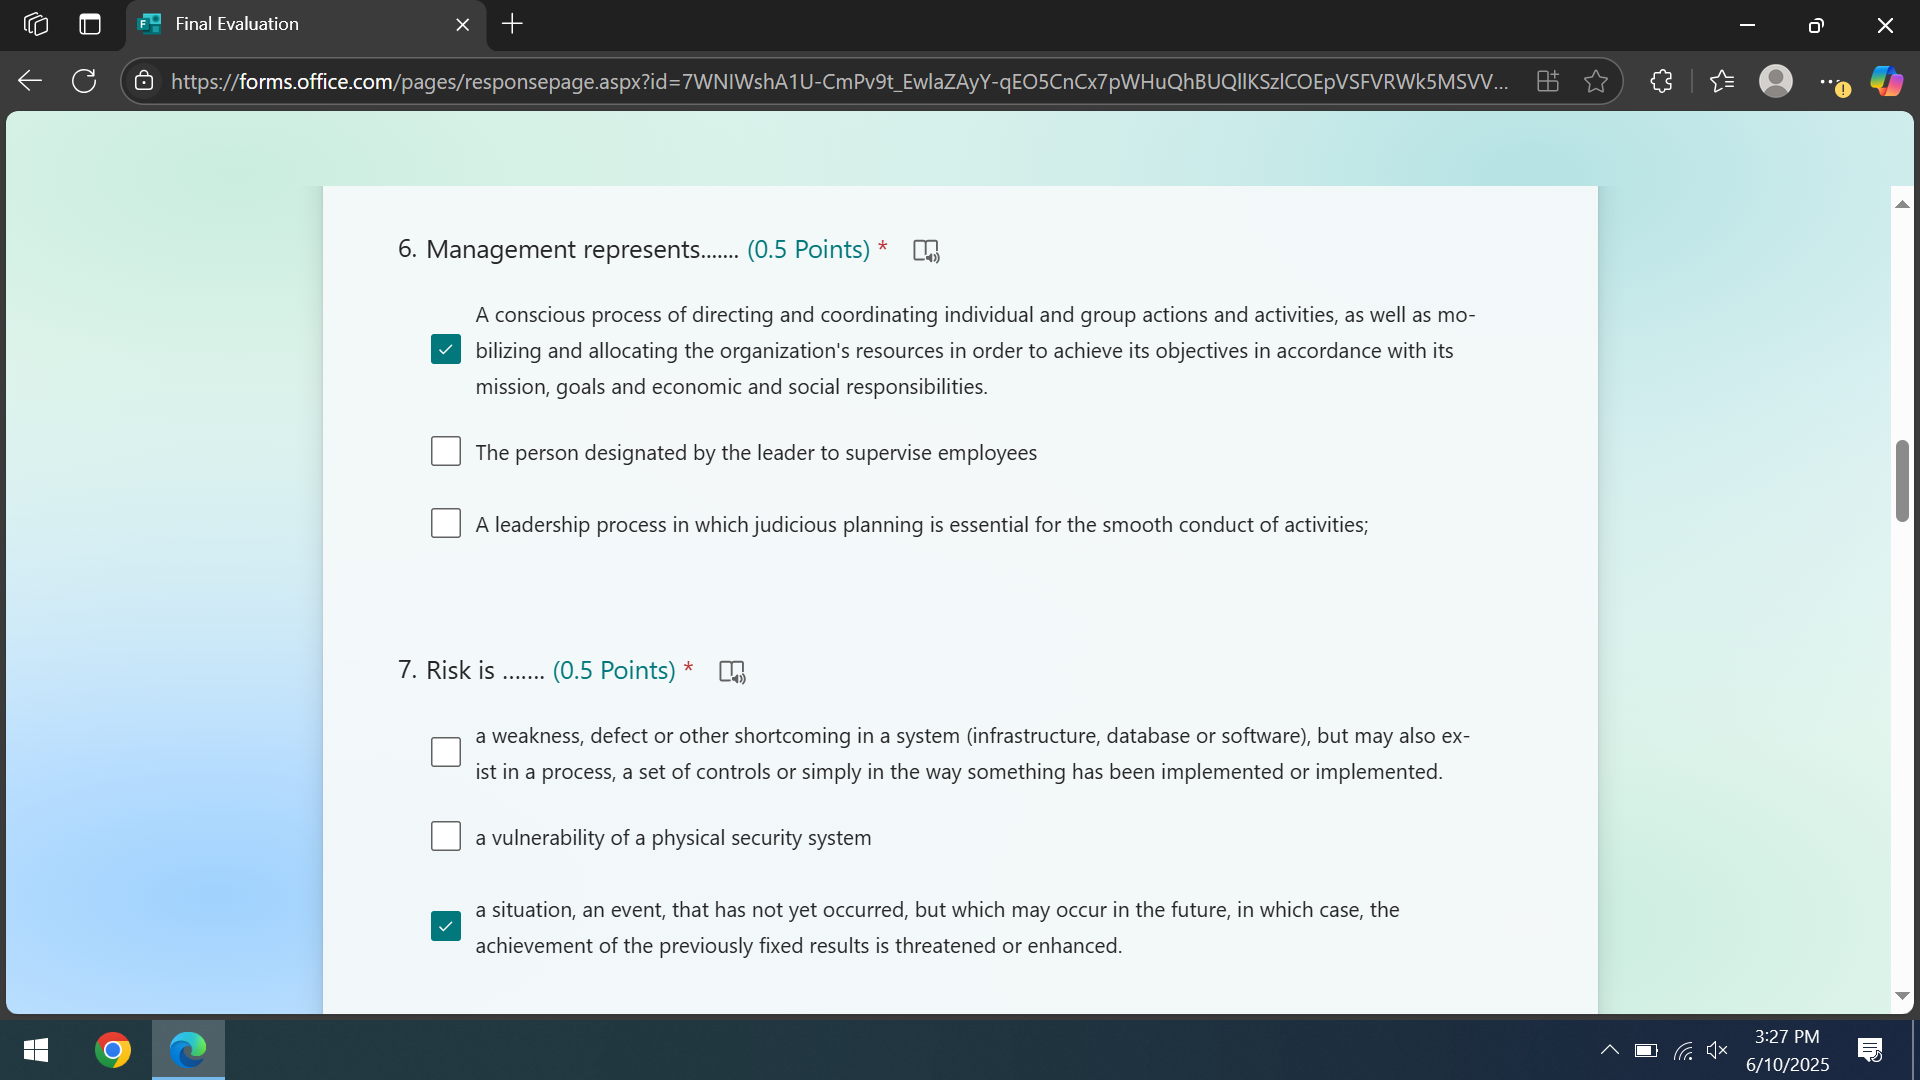 Final Evaluation
https://forms.office.com/pages/responsepage.aspx?id=7WNIWshA1U-CmPv9t_EwlaZAyY-qEO5CnCx7pWHuQhBUQllKSzlCOEpVSFVRWk5MSVV...
6. Management represents....... (0.5 Points) *
A conscious process of directing and coordinating individual and group actions and activities, as well as mo-
bilizing and allocating the organization's resources in order to achieve its objectives in accordance with its
mission, goals and economic and social responsibilities.
The person designated by the leader to supervise employees
A leadership process in which judicious planning is essential for the smooth conduct of activities;
7. Risk is ....... (0.5 Points) *
a weakness, defect or other shortcoming in a system (infrastructure, database or software), but may also ex-
ist in a process, a set of controls or simply in the way something has been implemented or implemented.
a vulnerability of a physical security system
a situation, an event, that has not yet occurred, but which may occur in the future, in which case, the
achievement of the previously fixed results is threatened or enhanced.
3:27 PM
6/10/2025